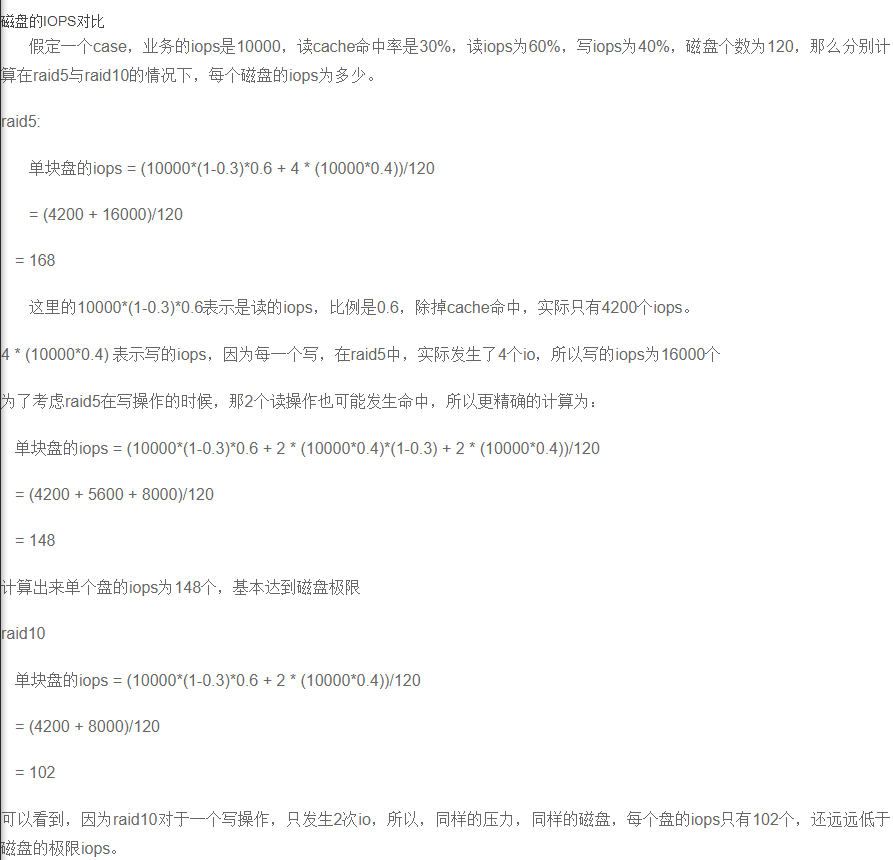 磁盘的IOPS对比
假定一个case，业务的iops是10000，读cache命中率是30%，读iops为60%，写iops为40%，磁盘个数为120，那么分别计
算在raid5与raid10的情况下，每个磁盘的iops为多少。
raid5:
单块盘的iops = (10000*(1-0.3)*0.6 + 4 * (10000*0.4))/120
= (4200 + 16000)/120
= 168
这里的10000*(1-0.3)*0.6表示是读的iops，比例是0.6，除掉cache命中，实际只有4200个iops。
4 * (10000*0.4) 表示写的iops，因为每一个写，在raid5中，实际发生了4个io，所以写的iops为16000个
为了考虑raid5在写操作的时候，那2个读操作也可能发生命中，所以更精确的计算为：
单块盘的iops = (10000*(1-0.3)*0.6 + 2 * (10000*0.4)*(1-0.3) + 2 * (10000*0.4))/120
= (4200 + 5600 + 8000)/120
= 148
计算出来单个盘的iops为148个，基本达到磁盘极限
raid10
单块盘的iops = (10000*(1-0.3)*0.6 + 2 * (10000*0.4))/120
= (4200 + 8000)/120
= 102
可以看到，因为raid10对于一个写操作，只发生2次io，所以，同样的压力，同样的磁盘，每个盘的iops只有102个，还远远低于
磁盘的极限iops。